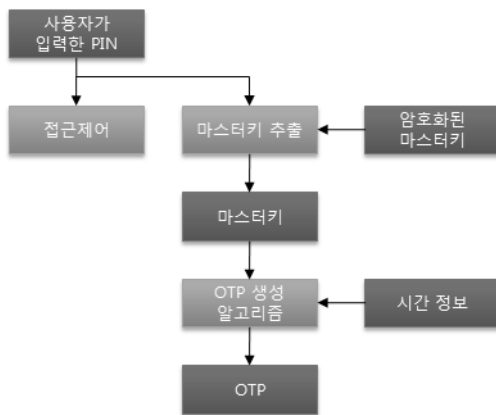 사용자가
입력한 PIN
접근제어
마스터키 추출
암호화된
마스터키
마스터키
OTP 생성
알고리즘
시간 정보
OTP